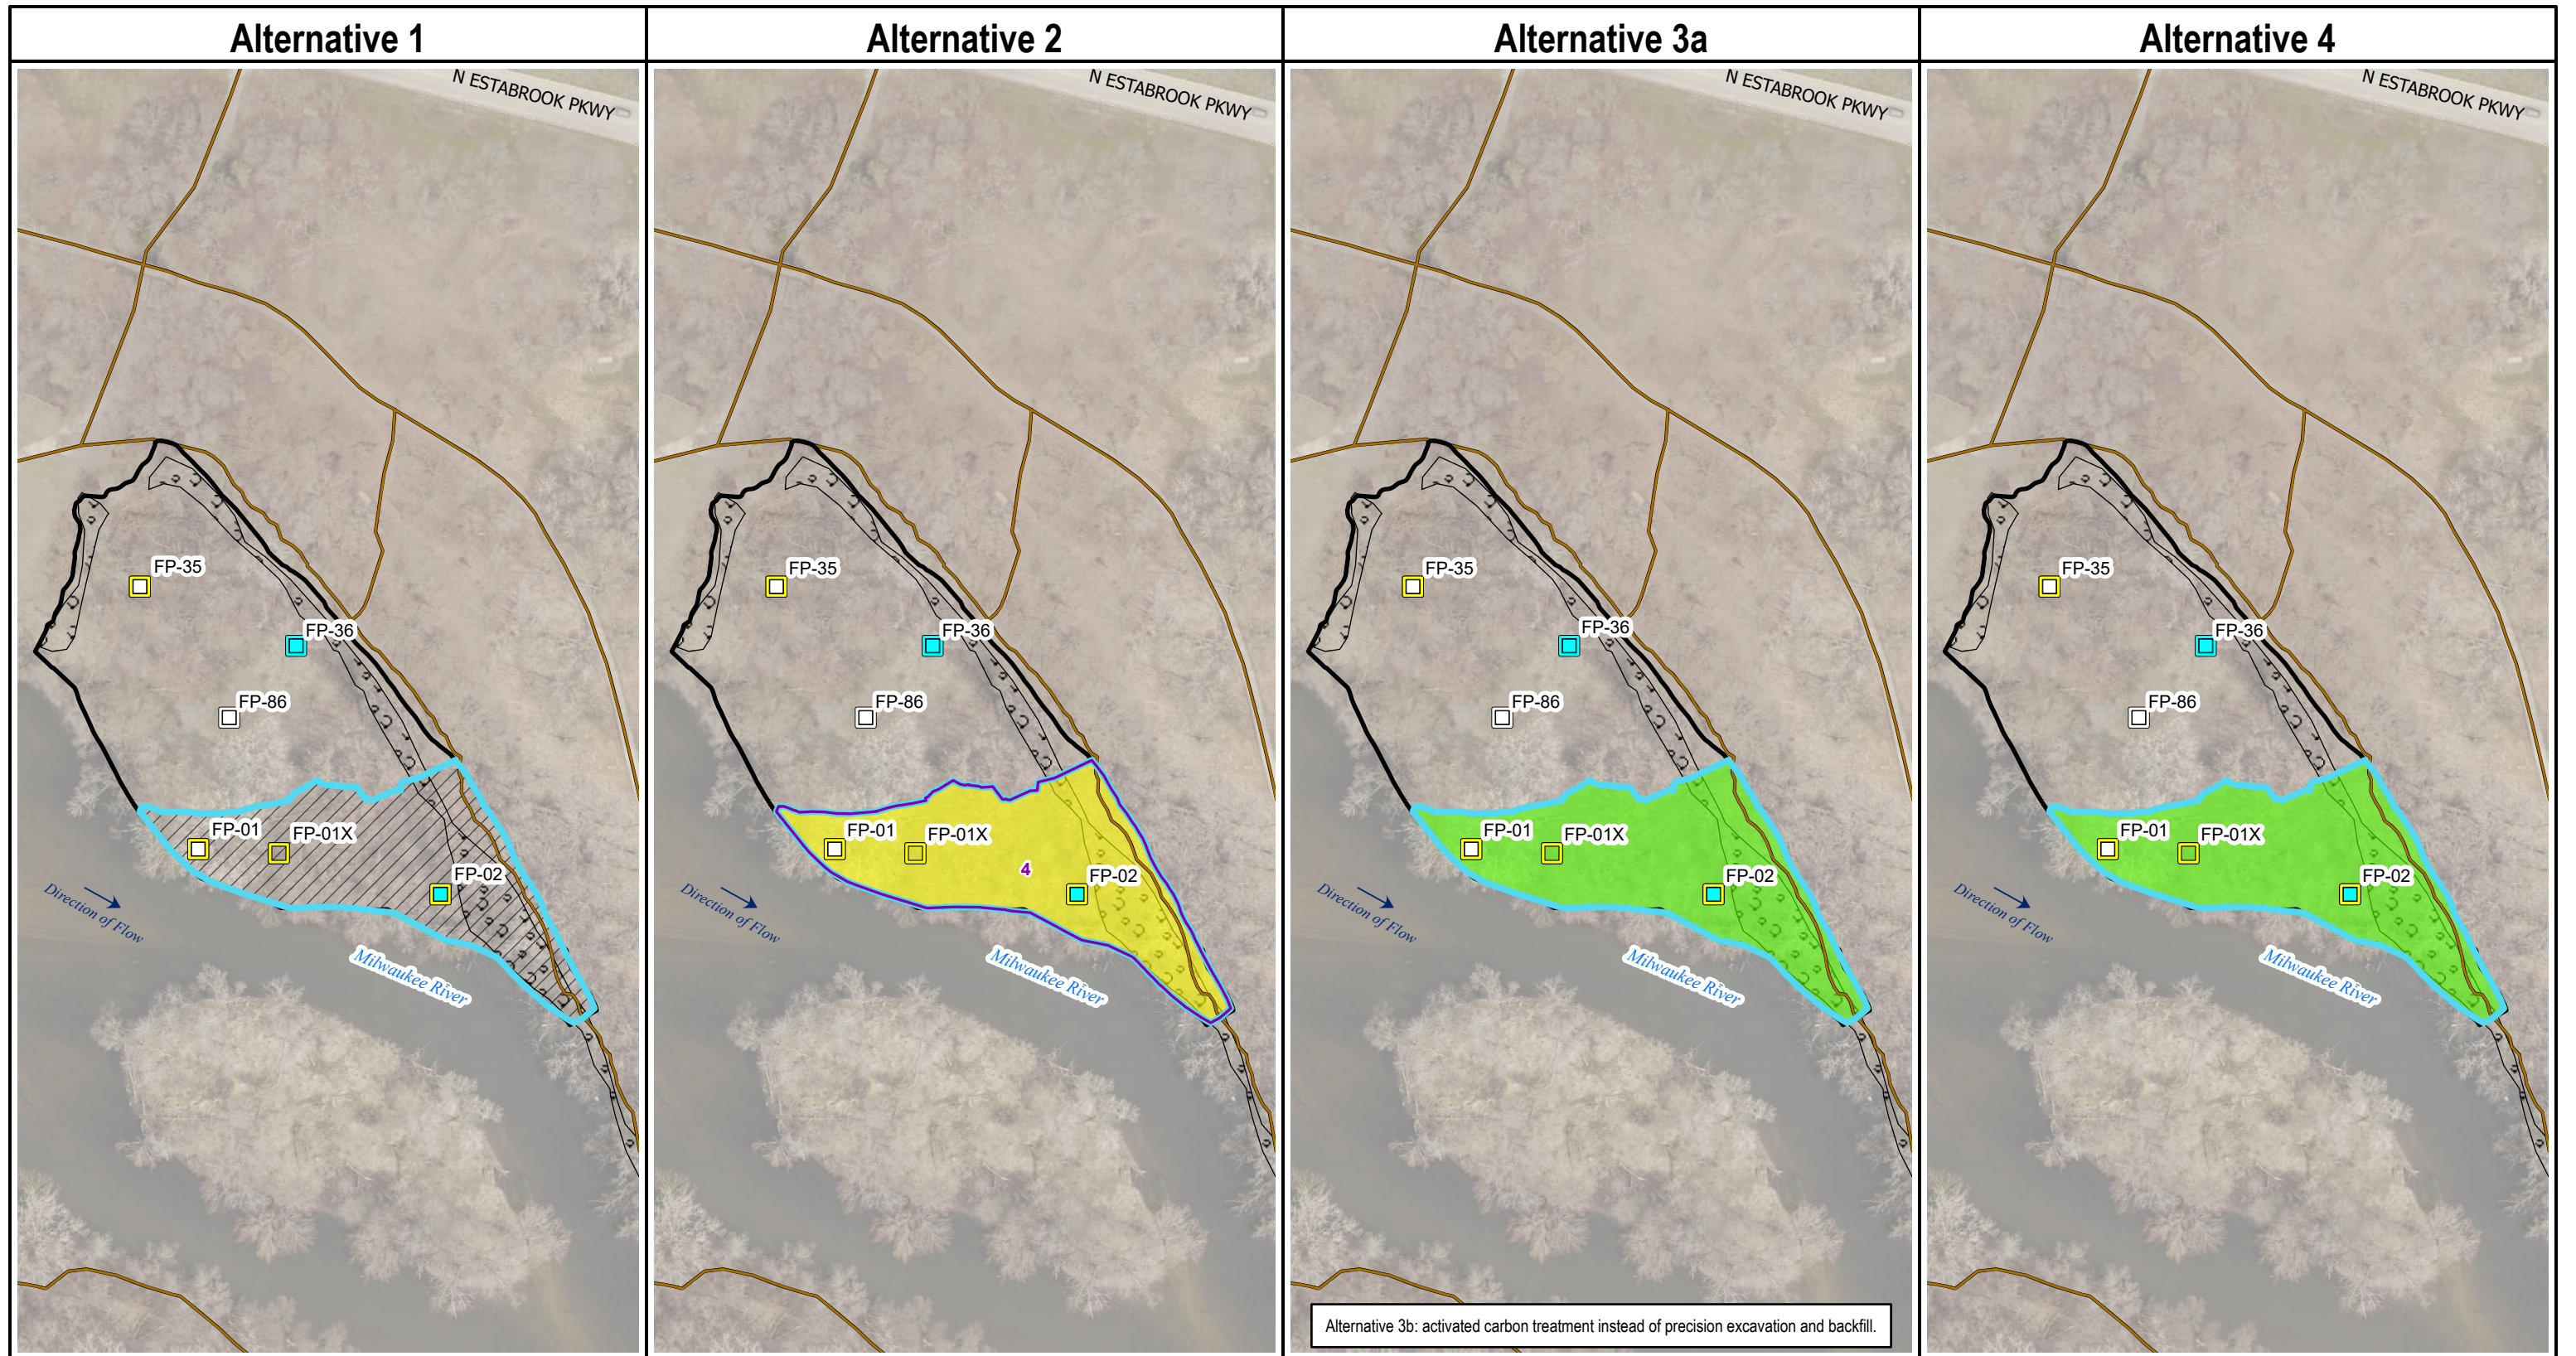 Alternative 1
N ESTABROOK PKWY
FP-35
FP-36
FP-86
FP-01
FP-01X
FP-02
Direction of Flow
Milwaukee River
Alternative 2
N ESTABROOK PKWY
FP-35
FP-36
FP-86
FP-01
FP-01X
4
FP-02
Direction of Flow
Milwaukee River
Alternative 3a
N ESTABROOK PKWY
FP-35
FP-36
FP-86
FP-01
FP-01X
FP-02
Direction of Flow
Milwaukee River
Alternative 3b: activated carbon treatment instead of precision excavation and backfill.
Alternative 4
N ESTABROOK PKWY
FP-35
FP-36
FP-86
FP-01
FP-01X
FP-02
Direction of Flow
Milwaukee River